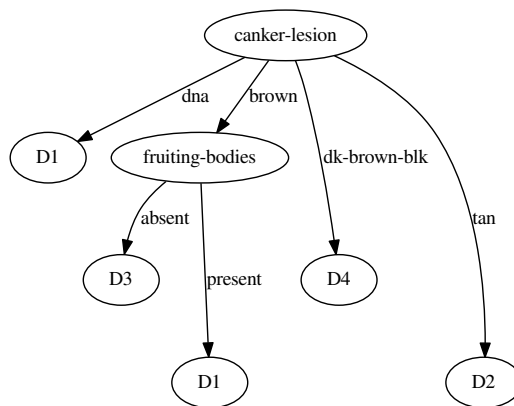 canker-lesion
dna
brown
D1
fruiting-bodies
dk-brown-blk
absent
tan
D3
present
D4
D1
D2